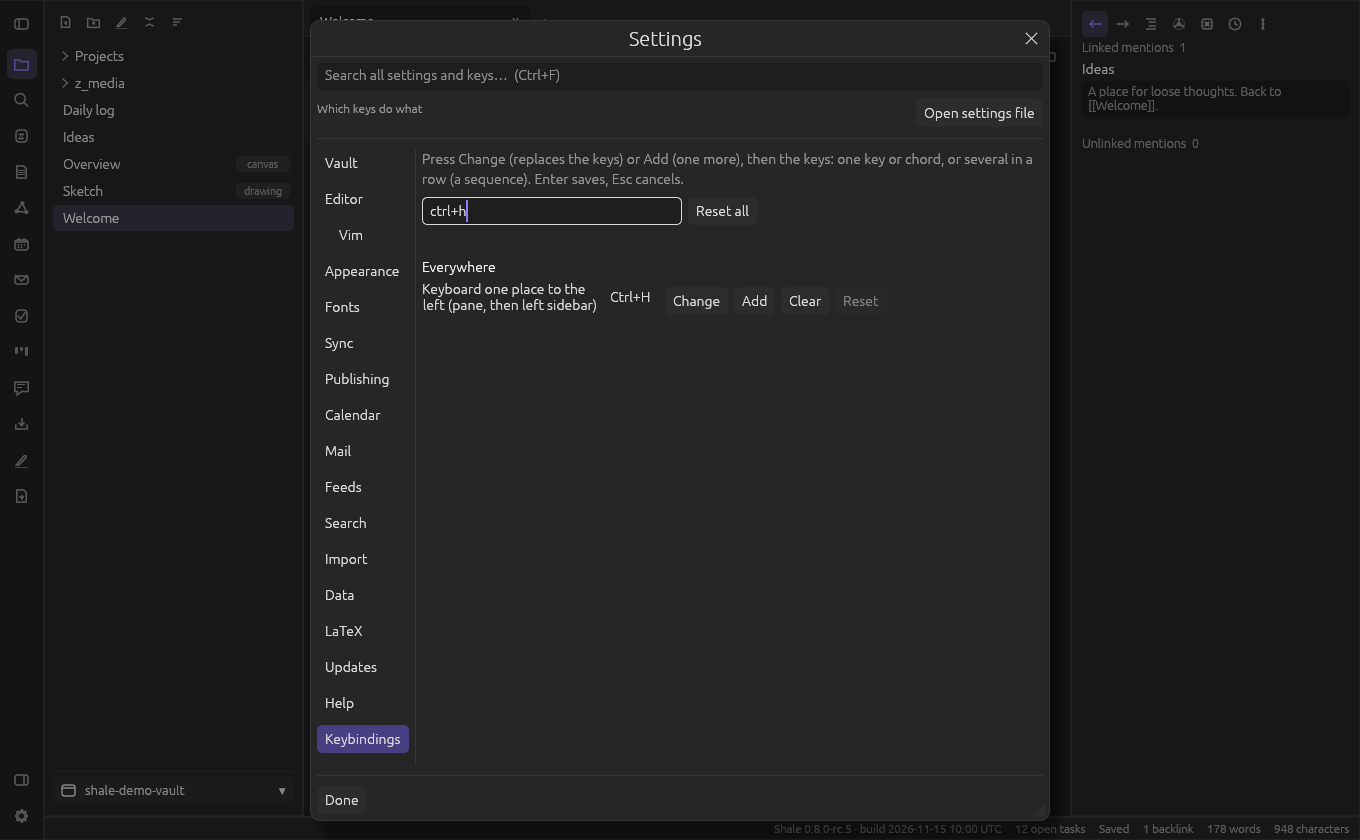 Settings
Search all settings and keys… (Ctrl+F)
Which keys do what
Open settings file
Projects
z_media
Daily log
Ideas
Overview
canvas
Sketch
drawing
Welcome
shale-demo-vault
Vault
Editor
Vim
Appearance
Fonts
Sync
Publishing
Calendar
Mail
Feeds
Search
Import
Data
LaTeX
Updates
Help
Keybindings
Press Change (replaces the keys) or Add (one more), then the keys: one key or chord, or several in a
row (a sequence). Enter saves, Esc cancels.
ctrl+h
Reset all
Everywhere
Keyboard one place to the
left (pane, then left sidebar)
Ctrl+H
Change
Add
Clear
Reset
Done
Linked mentions 1
Ideas
A place for loose thoughts. Back to
[[Welcome]].
Unlinked mentions 0
Shale 0.8.0-rc.5 · build 2026-11-15 10:00 UTC
12 open tasks
Saved
1 backlink
178 words
948 characters